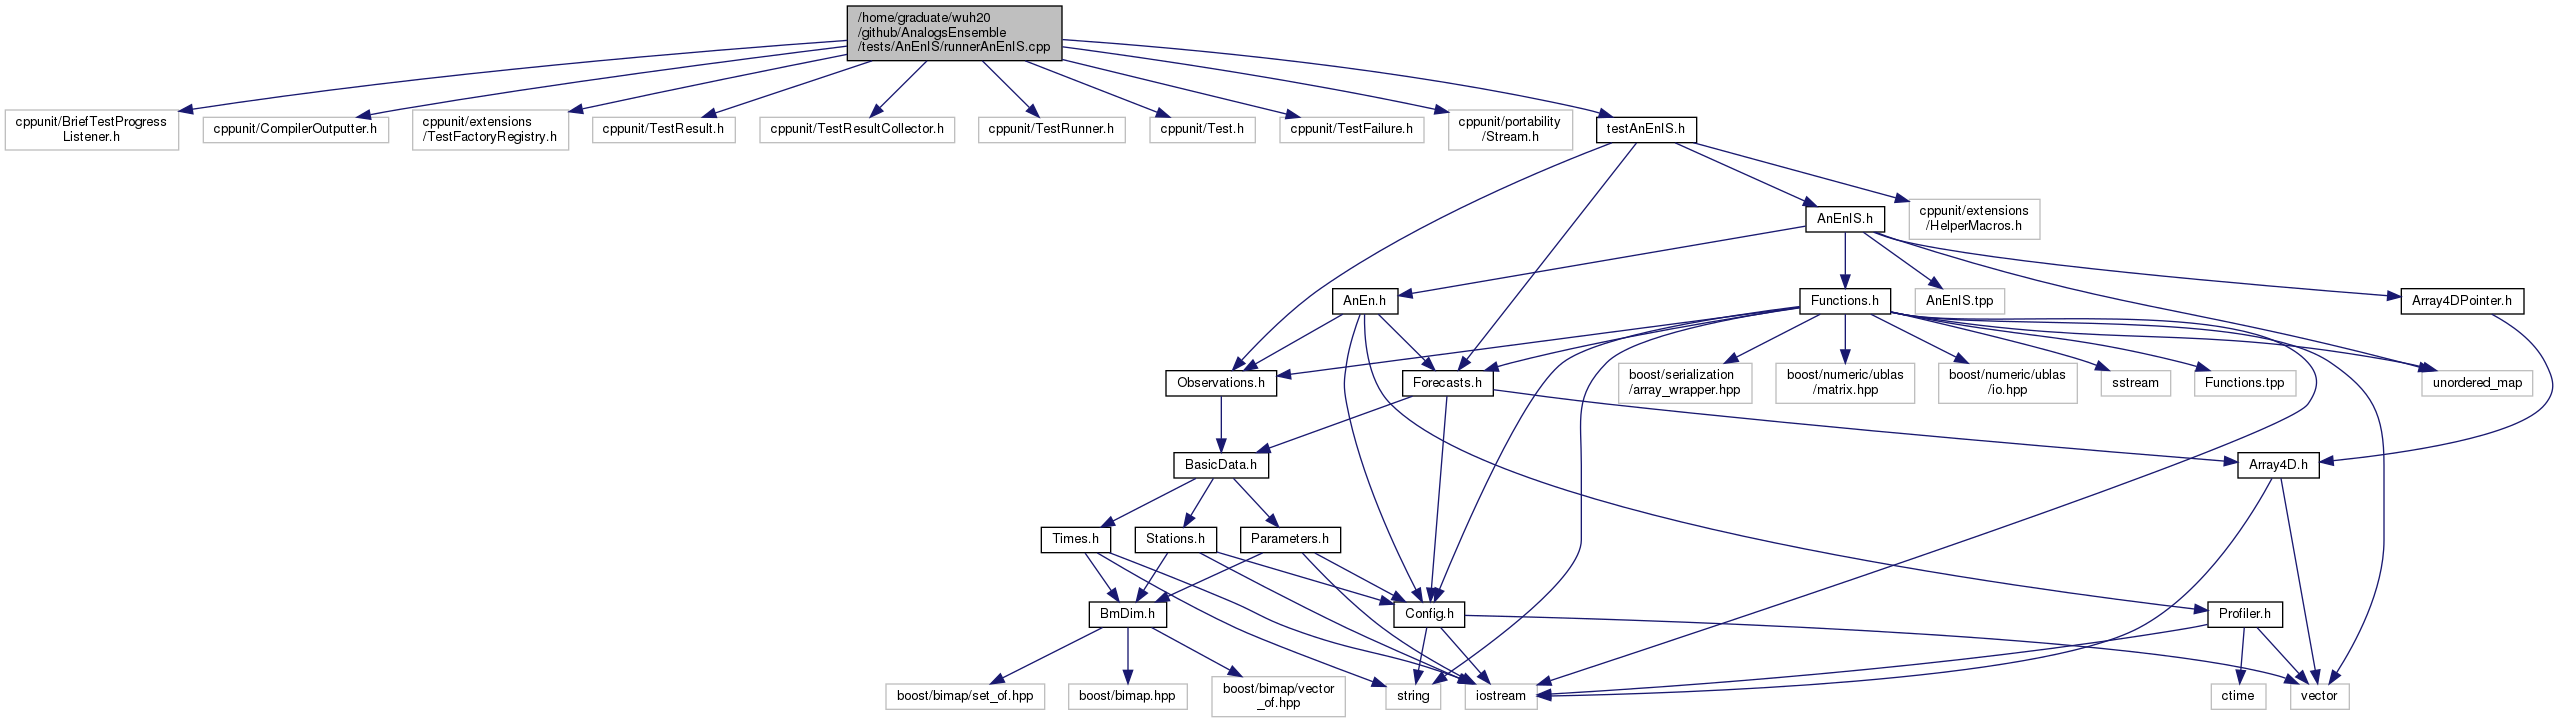 /home/graduate/wuh20
/github/AnalogsEnsemble
/tests/AnEnIS/runnerAnEnIS.cpp
cppunit/BriefTestProgress
Listener.h
cppunit/CompilerOutputter.h
cppunit/extensions
/TestFactoryRegistry.h
cppunit/TestResult.h
cppunit/TestResultCollector.h
cppunit/TestRunner.h
cppunit/Test.h
cppunit/TestFailure.h
cppunit/portability
/Stream.h
testAnEnIS.h
AnEnIS.h
cppunit/extensions
/HelperMacros.h
AnEn.h
Functions.h
AnEnIS.tpp
Array4DPointer.h
Observations.h
Forecasts.h
boost/serialization
/array_wrapper.hpp
boost/numeric/ublas
/matrix.hpp
boost/numeric/ublas
/io.hpp
sstream
Functions.tpp
unordered_map
BasicData.h
Array4D.h
Times.h
Stations.h
Parameters.h
BmDim.h
Config.h
Profiler.h
boost/bimap/set_of.hpp
boost/bimap.hpp
boost/bimap/vector
_of.hpp
string
iostream
ctime
vector